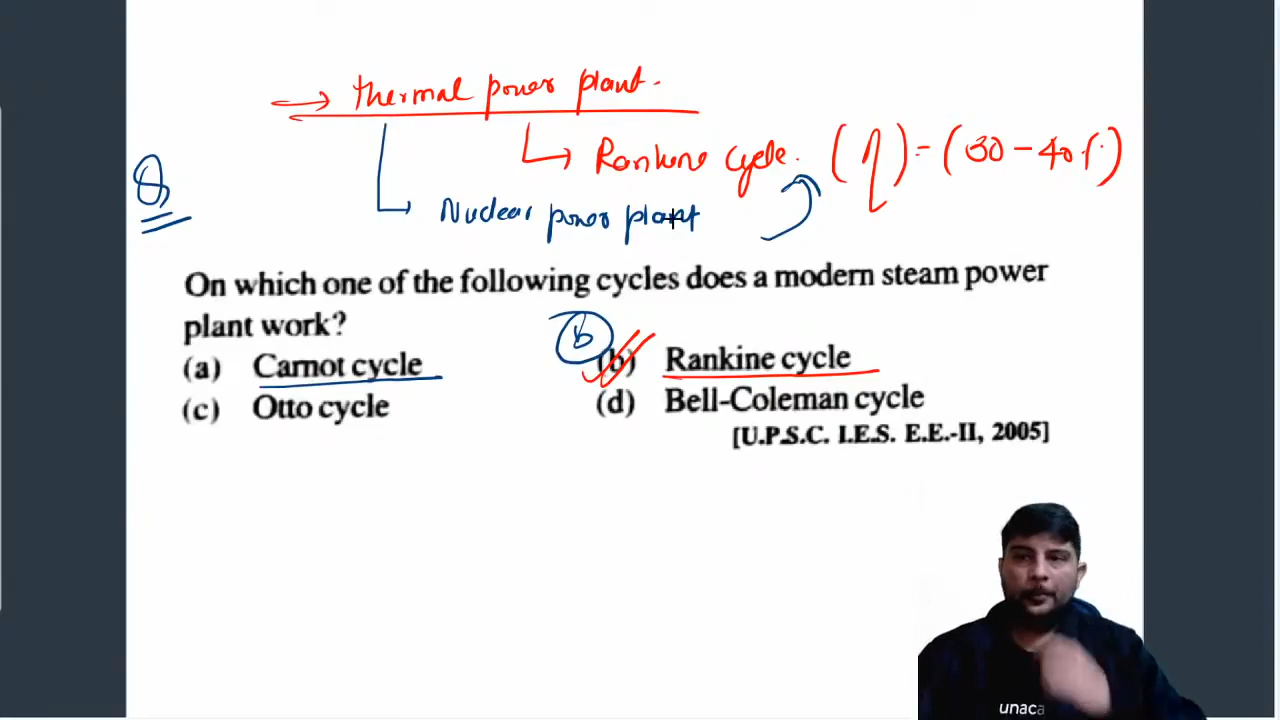 → thermal power plant.
→ Rankine cycle. (η) = (30 - 40%)
Q
Nuclear power plant
On which one of the following cycles does a modern steam power
plant work?
b
(a) Carnot cycle (b) Rankine cycle
(c) Otto cycle (d) Bell-Coleman cycle
[U.P.S.C. I.E.S. E.E.-II, 2005]
unaca